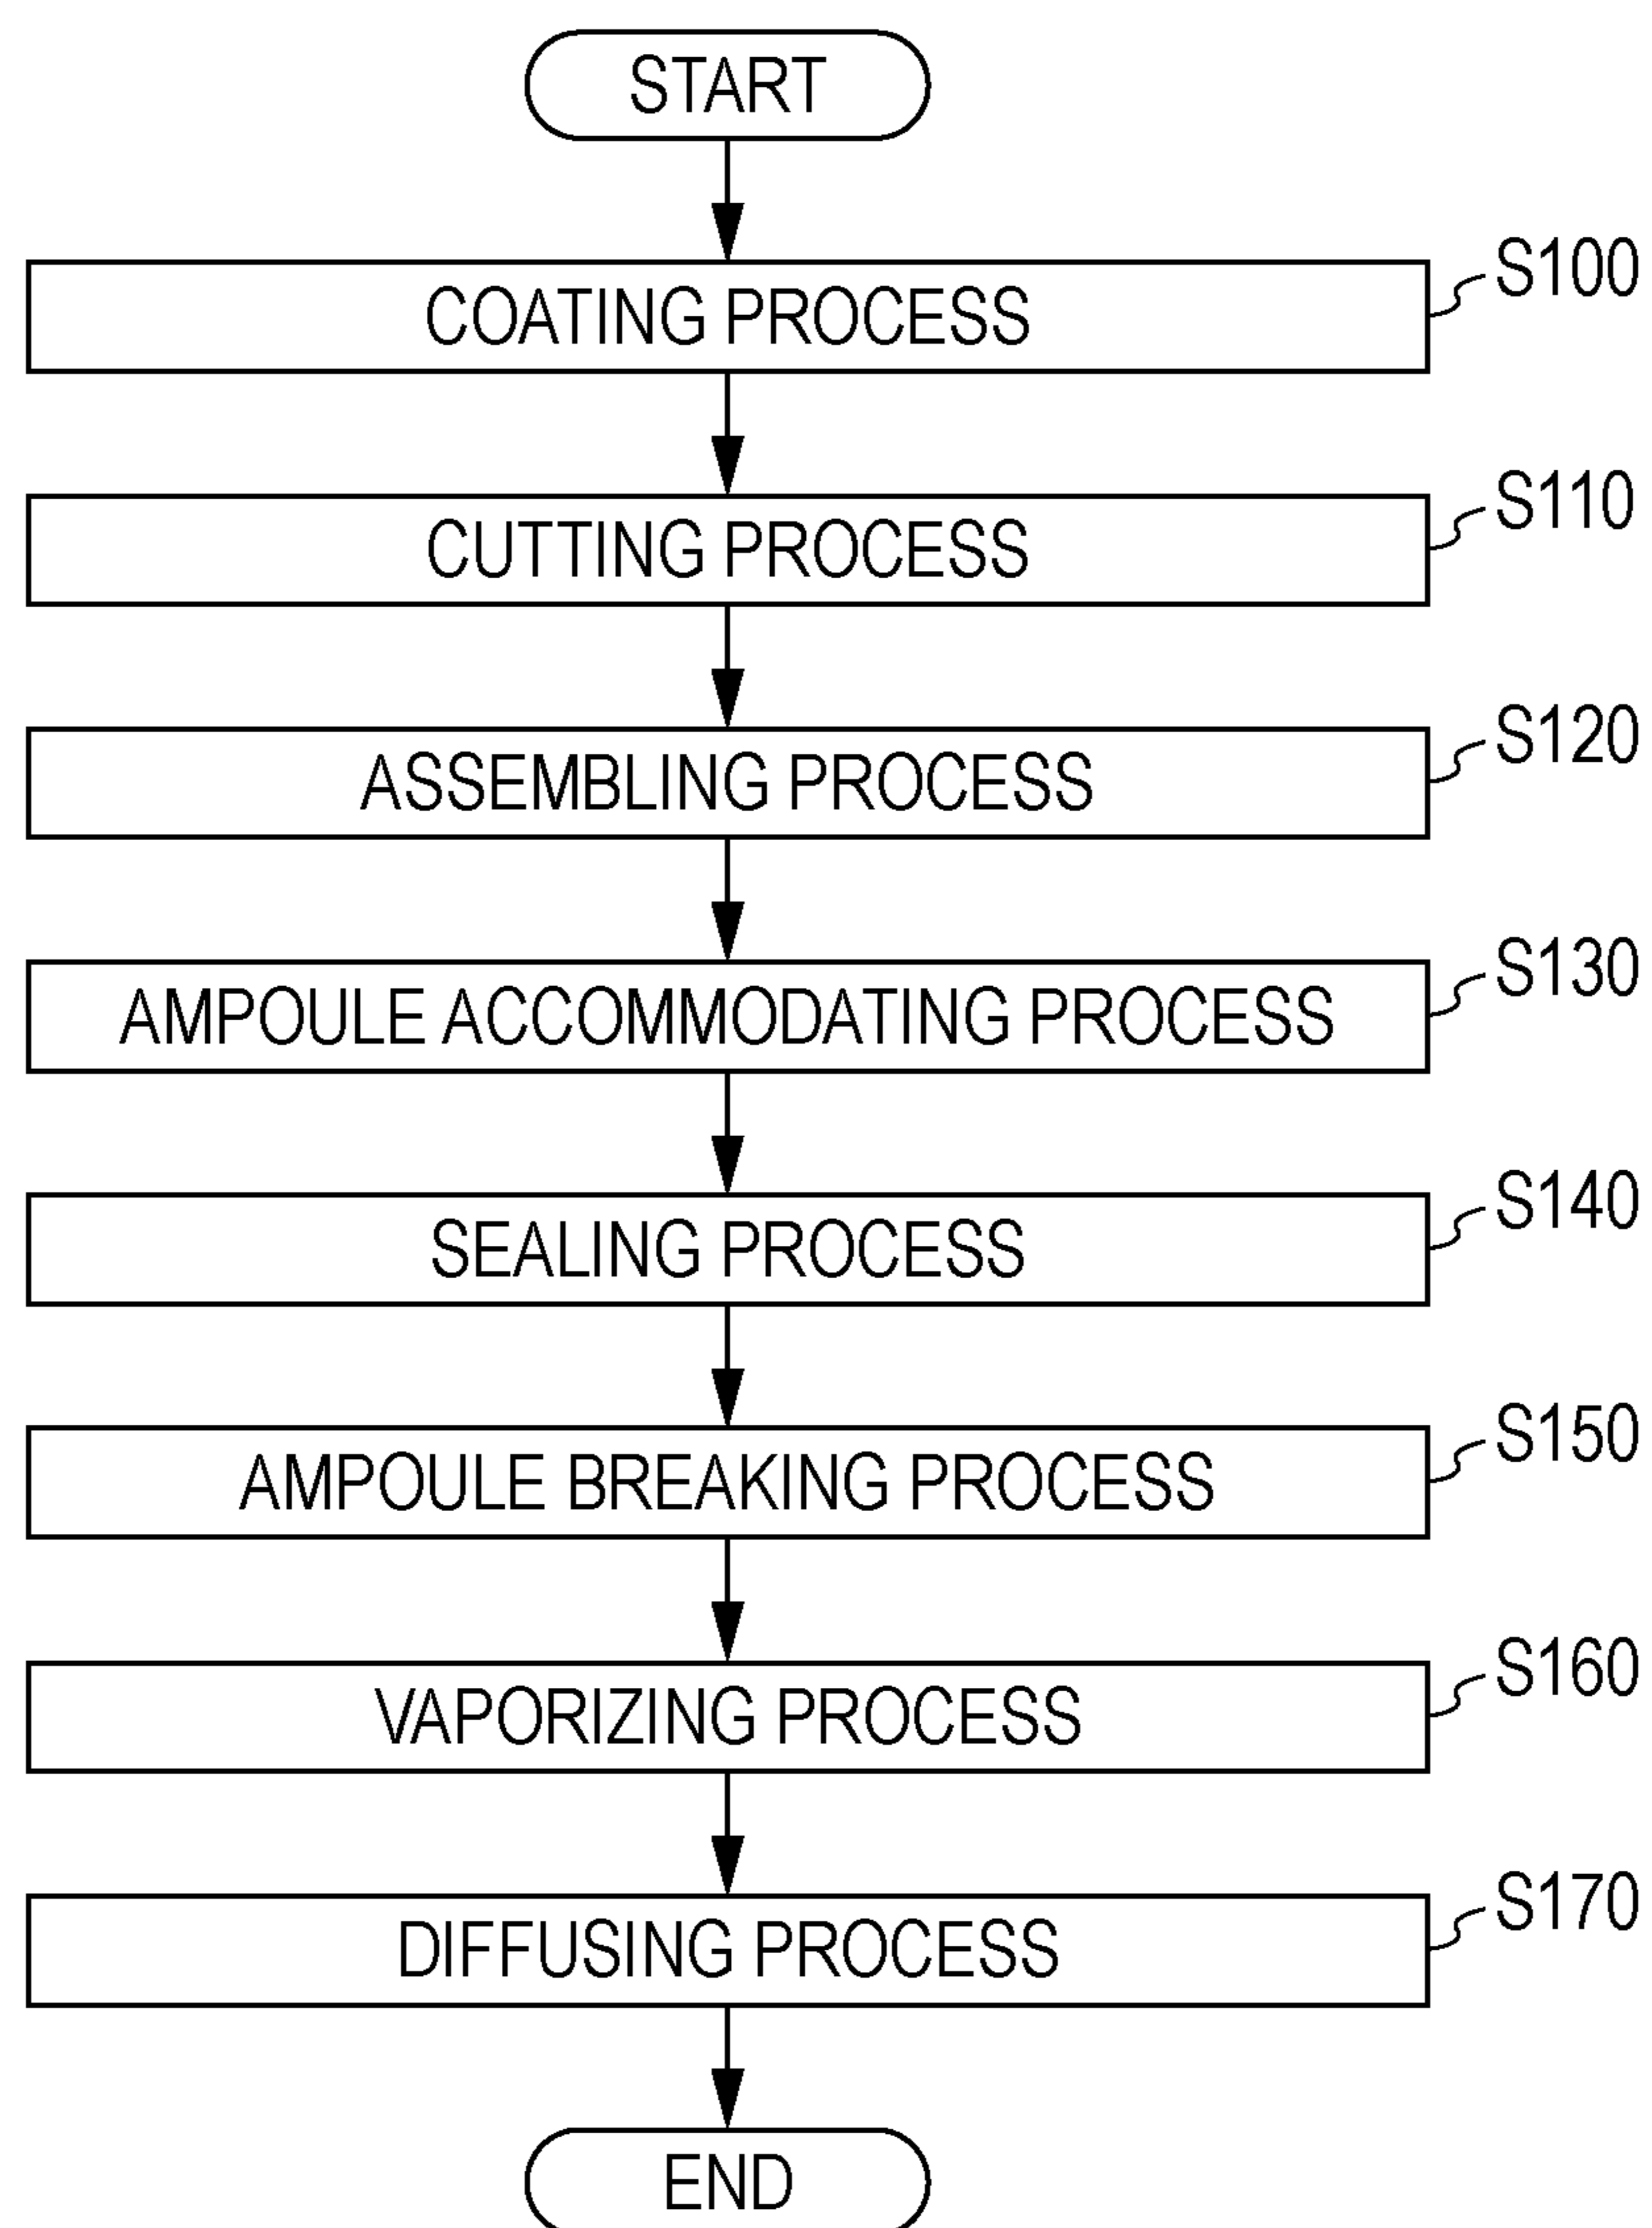 START
COATING PROCESS
S100
CUTTING PROCESS
S110
ASSEMBLING PROCESS
S120
AMPOULE ACCOMMODATING PROCESS
S130
SEALING PROCESS
S140
AMPOULE BREAKING PROCESS
S150
VAPORIZING PROCESS
S160
DIFFUSING PROCESS
S170
END